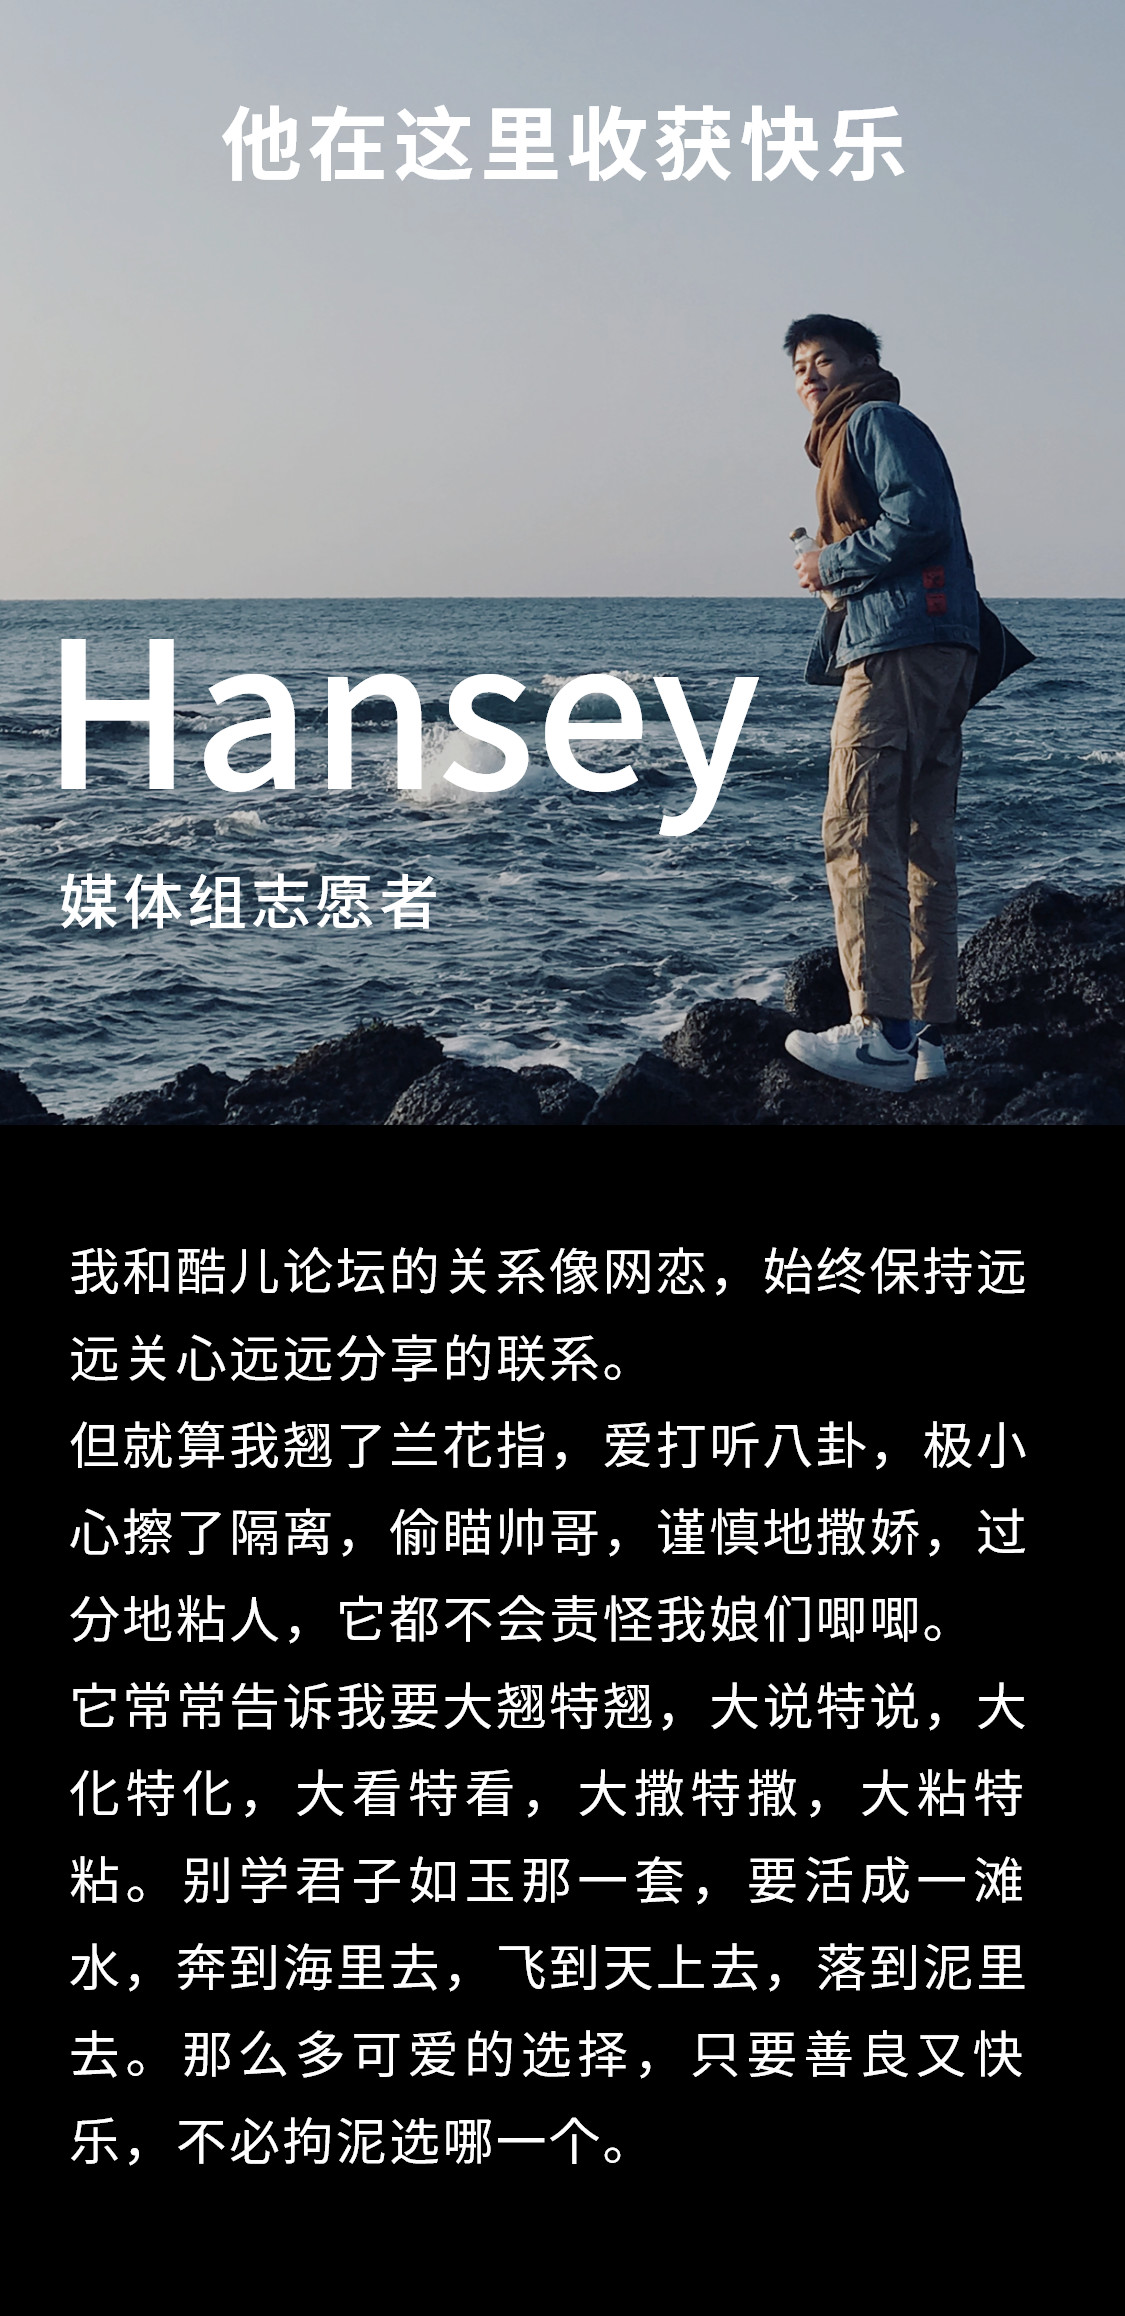 他在这里收获快乐
Hansey
媒体组志愿者
我和酷儿论坛的关系像网恋，始终保持远
远关心远远分享的联系。
但就算我翘了兰花指，爱打听八卦，极小
心擦了隔离，偷瞄帅哥，谨慎地撒娇，过
分地粘人，它都不会责怪我娘们唧唧。
它常常告诉我要大翘特翘，大说特说，大
化特化，大看特看，大撒特撒，大粘特
粘。别学君子如玉那一套，要活成一滩
水，奔到海里去，飞到天上去，落到泥里
去。那么多可爱的选择，只要善良又快
乐，不必拘泥选哪一个。